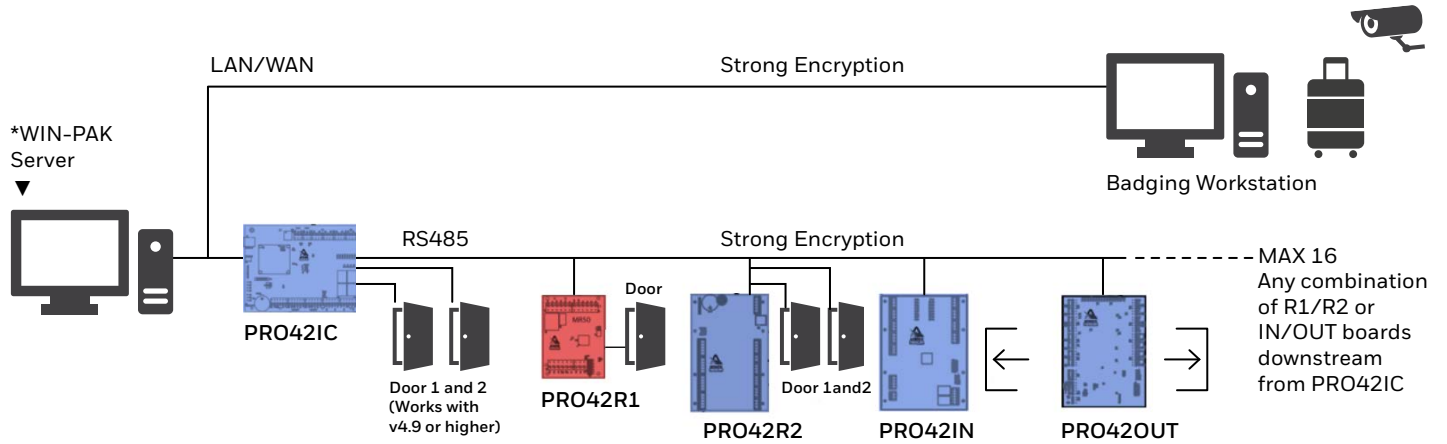 LAN/WAN
Strong Encryption
*WIN-PAK
Server
Badging Workstation
RS485
Strong Encryption
MAX 16
Any combination
of R1/R2 or
IN/OUT boards
downstream
from PRO42IC
PRO42IC
Door 1 and 2
(Works with
v4.9 or higher)
MR50
Door
PRO42R1
Door 1and2
PRO42R2
PRO42IN
PRO42OUT